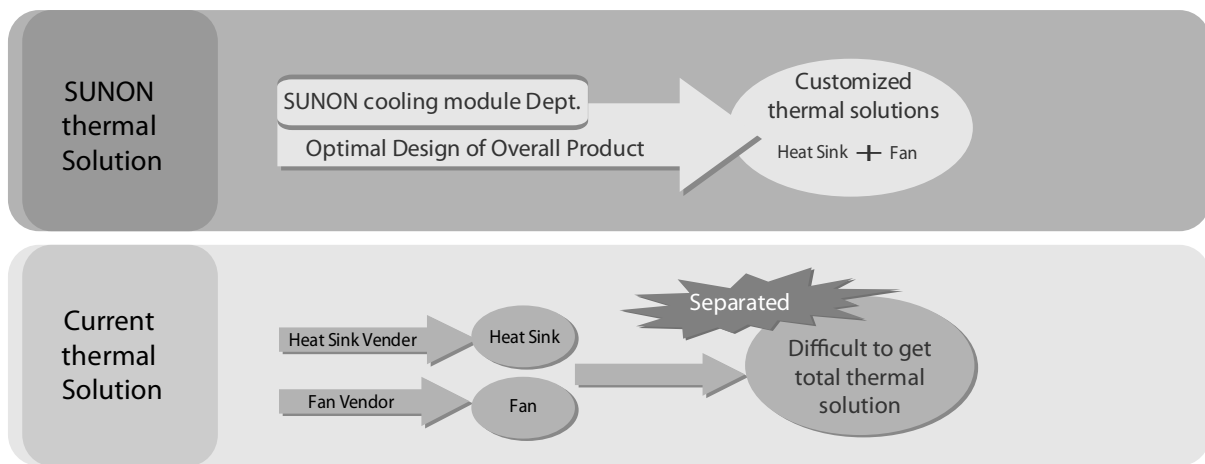 SUNON
thermal
Solution
SUNON cooling module Dept.
Optimal Design of Overall Product
Customized
thermal solutions
Heat Sink + Fan
Current
thermal
Solution
Heat Sink Vender
Heat Sink
Fan Vendor
Fan
Separated
Difficult to get
total thermal
solution